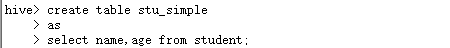 hive> create table stu_simple
> as
> select name,age from student;